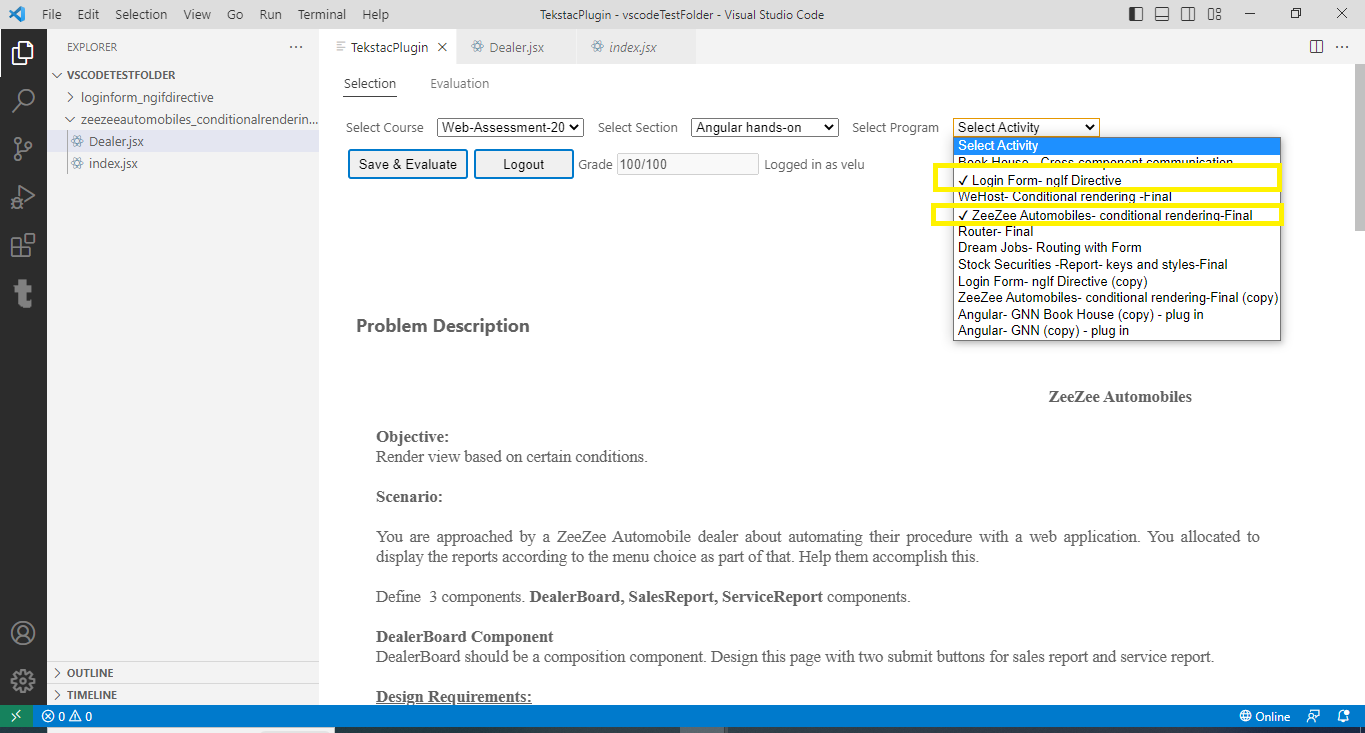 File Edit Selection View Go Run Terminal Help
TekstacPlugin - vscodeTestFolder - Visual Studio Code
EXPLORER
VSCODETESTFOLDER
loginform_ngifdirective
zeezeeautomobiles_conditionalrenderin...
Dealer.jsx
index.jsx
OUTLINE
TIMELINE
TekstacPlugin Dealer.jsx index.jsx
Selection Evaluation
Select Course Web-Assessment-20 Select Section Angular hands-on Select Program Select Activity
Save & Evaluate Logout Grade 100/100 Logged in as velu
Select Activity
Book House - Cross component communication
✓ Login Form- ngIf Directive
WeHost- Conditional rendering -Final
✓ ZeeZee Automobiles- conditional rendering-Final
Router- Final
Dream Jobs- Routing with Form
Stock Securities -Report- keys and styles-Final
Login Form- ngIf Directive (copy)
ZeeZee Automobiles- conditional rendering-Final (copy)
Angular- GNN Book House (copy) - plug in
Angular- GNN (copy) - plug in
Problem Description
ZeeZee Automobiles
Objective:
Render view based on certain conditions.
Scenario:
You are approached by a ZeeZee Automobile dealer about automating their procedure with a web application. You allocated to
display the reports according to the menu choice as part of that. Help them accomplish this.
Define 3 components. DealerBoard, SalesReport, ServiceReport components.
DealerBoard Component
DealerBoard should be a composition component. Design this page with two submit buttons for sales report and service report.
Design Requirements:
0 0
Online